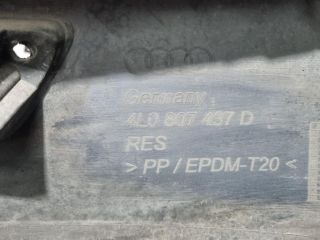 Germany
4L0 807 437 D
RES
> PP / EPDM-T20 <